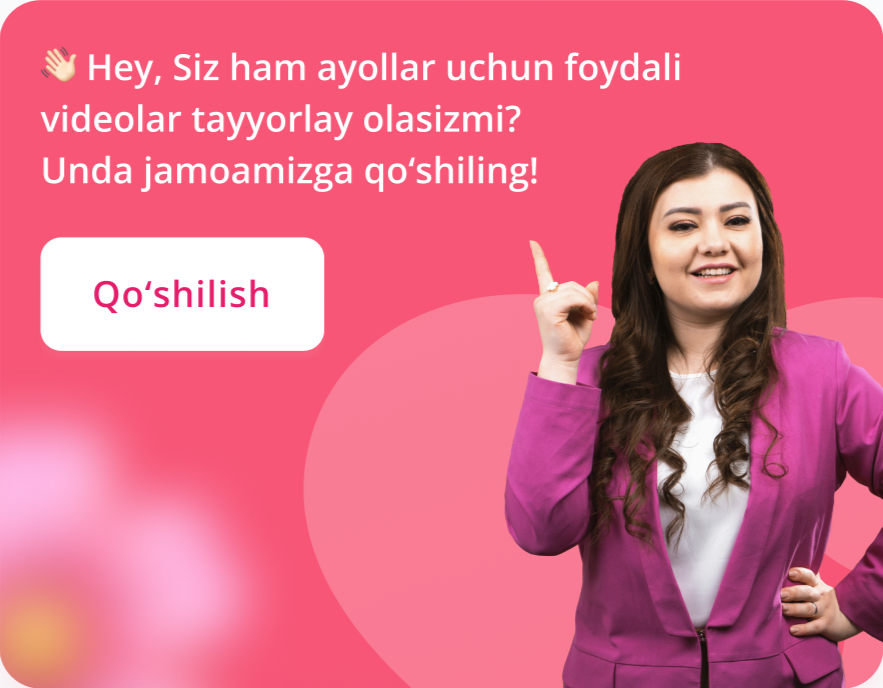 👋🏻 Hey, Siz ham ayollar uchun foydali
videolar tayyorlay olasizmi?
Unda jamoamizga qo‘shiling!
Qo‘shilish